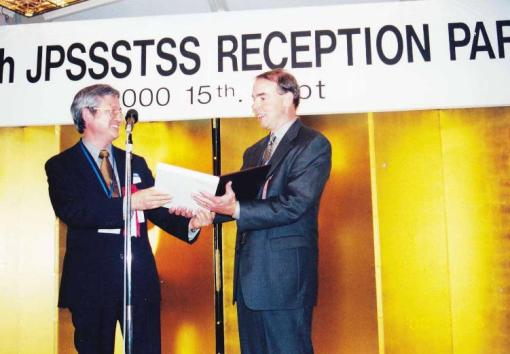 h JPSSSTSS RECEPTION PAR
000 15th.